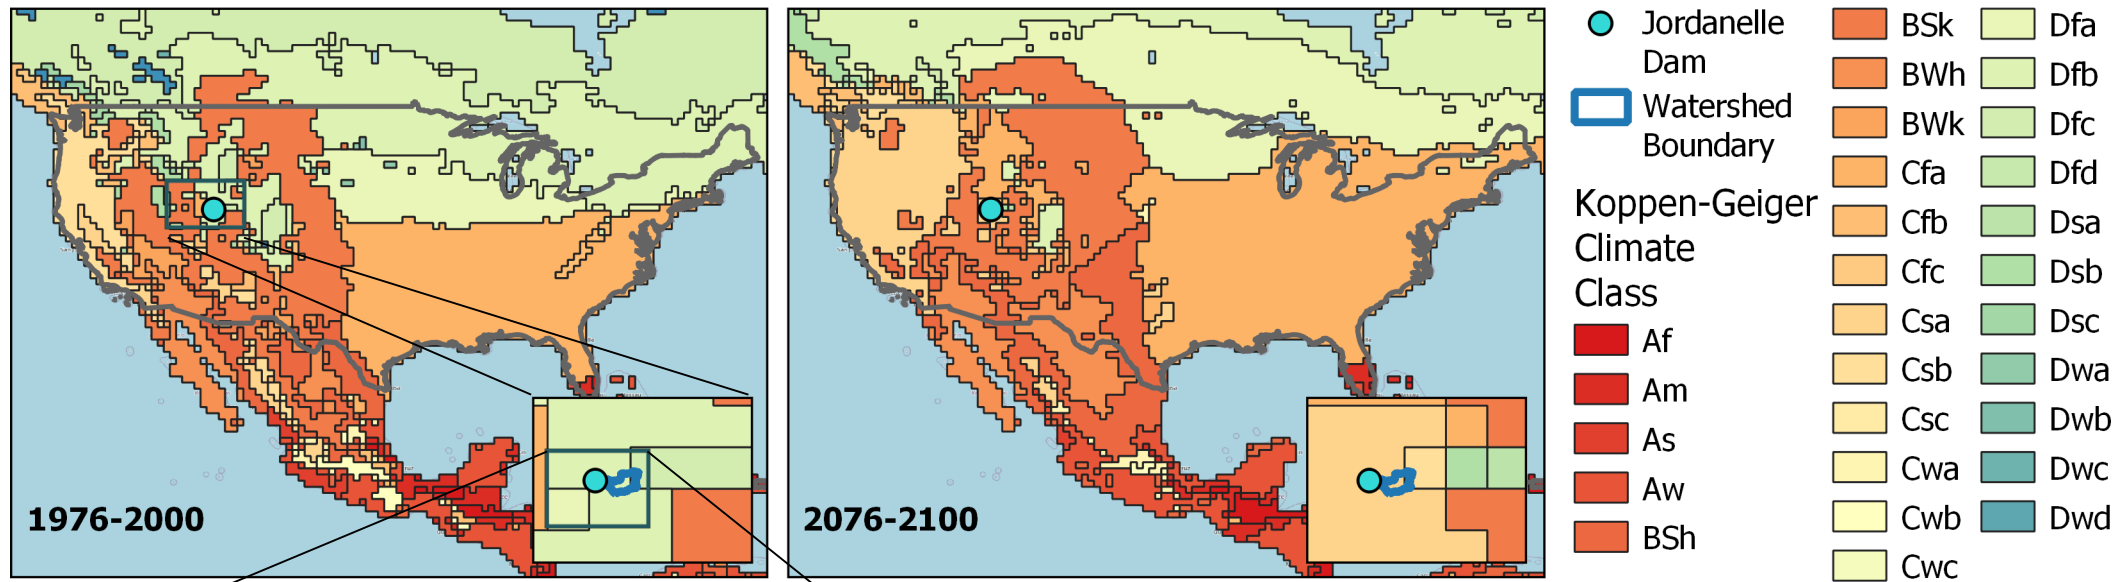 1976-2000
2076-2100
Jordanelle
Dam
Watershed
Boundary
Koppen-Geiger
Climate
Class
Af
Am
As
Aw
BSh
BSk
BWh
BWk
Cfa
Cfb
Cfc
Csa
Csb
Csc
Cwa
Cwb
Cwc
Dfa
Dfb
Dfc
Dfd
Dsa
Dsb
Dsc
Dwa
Dwb
Dwc
Dwd